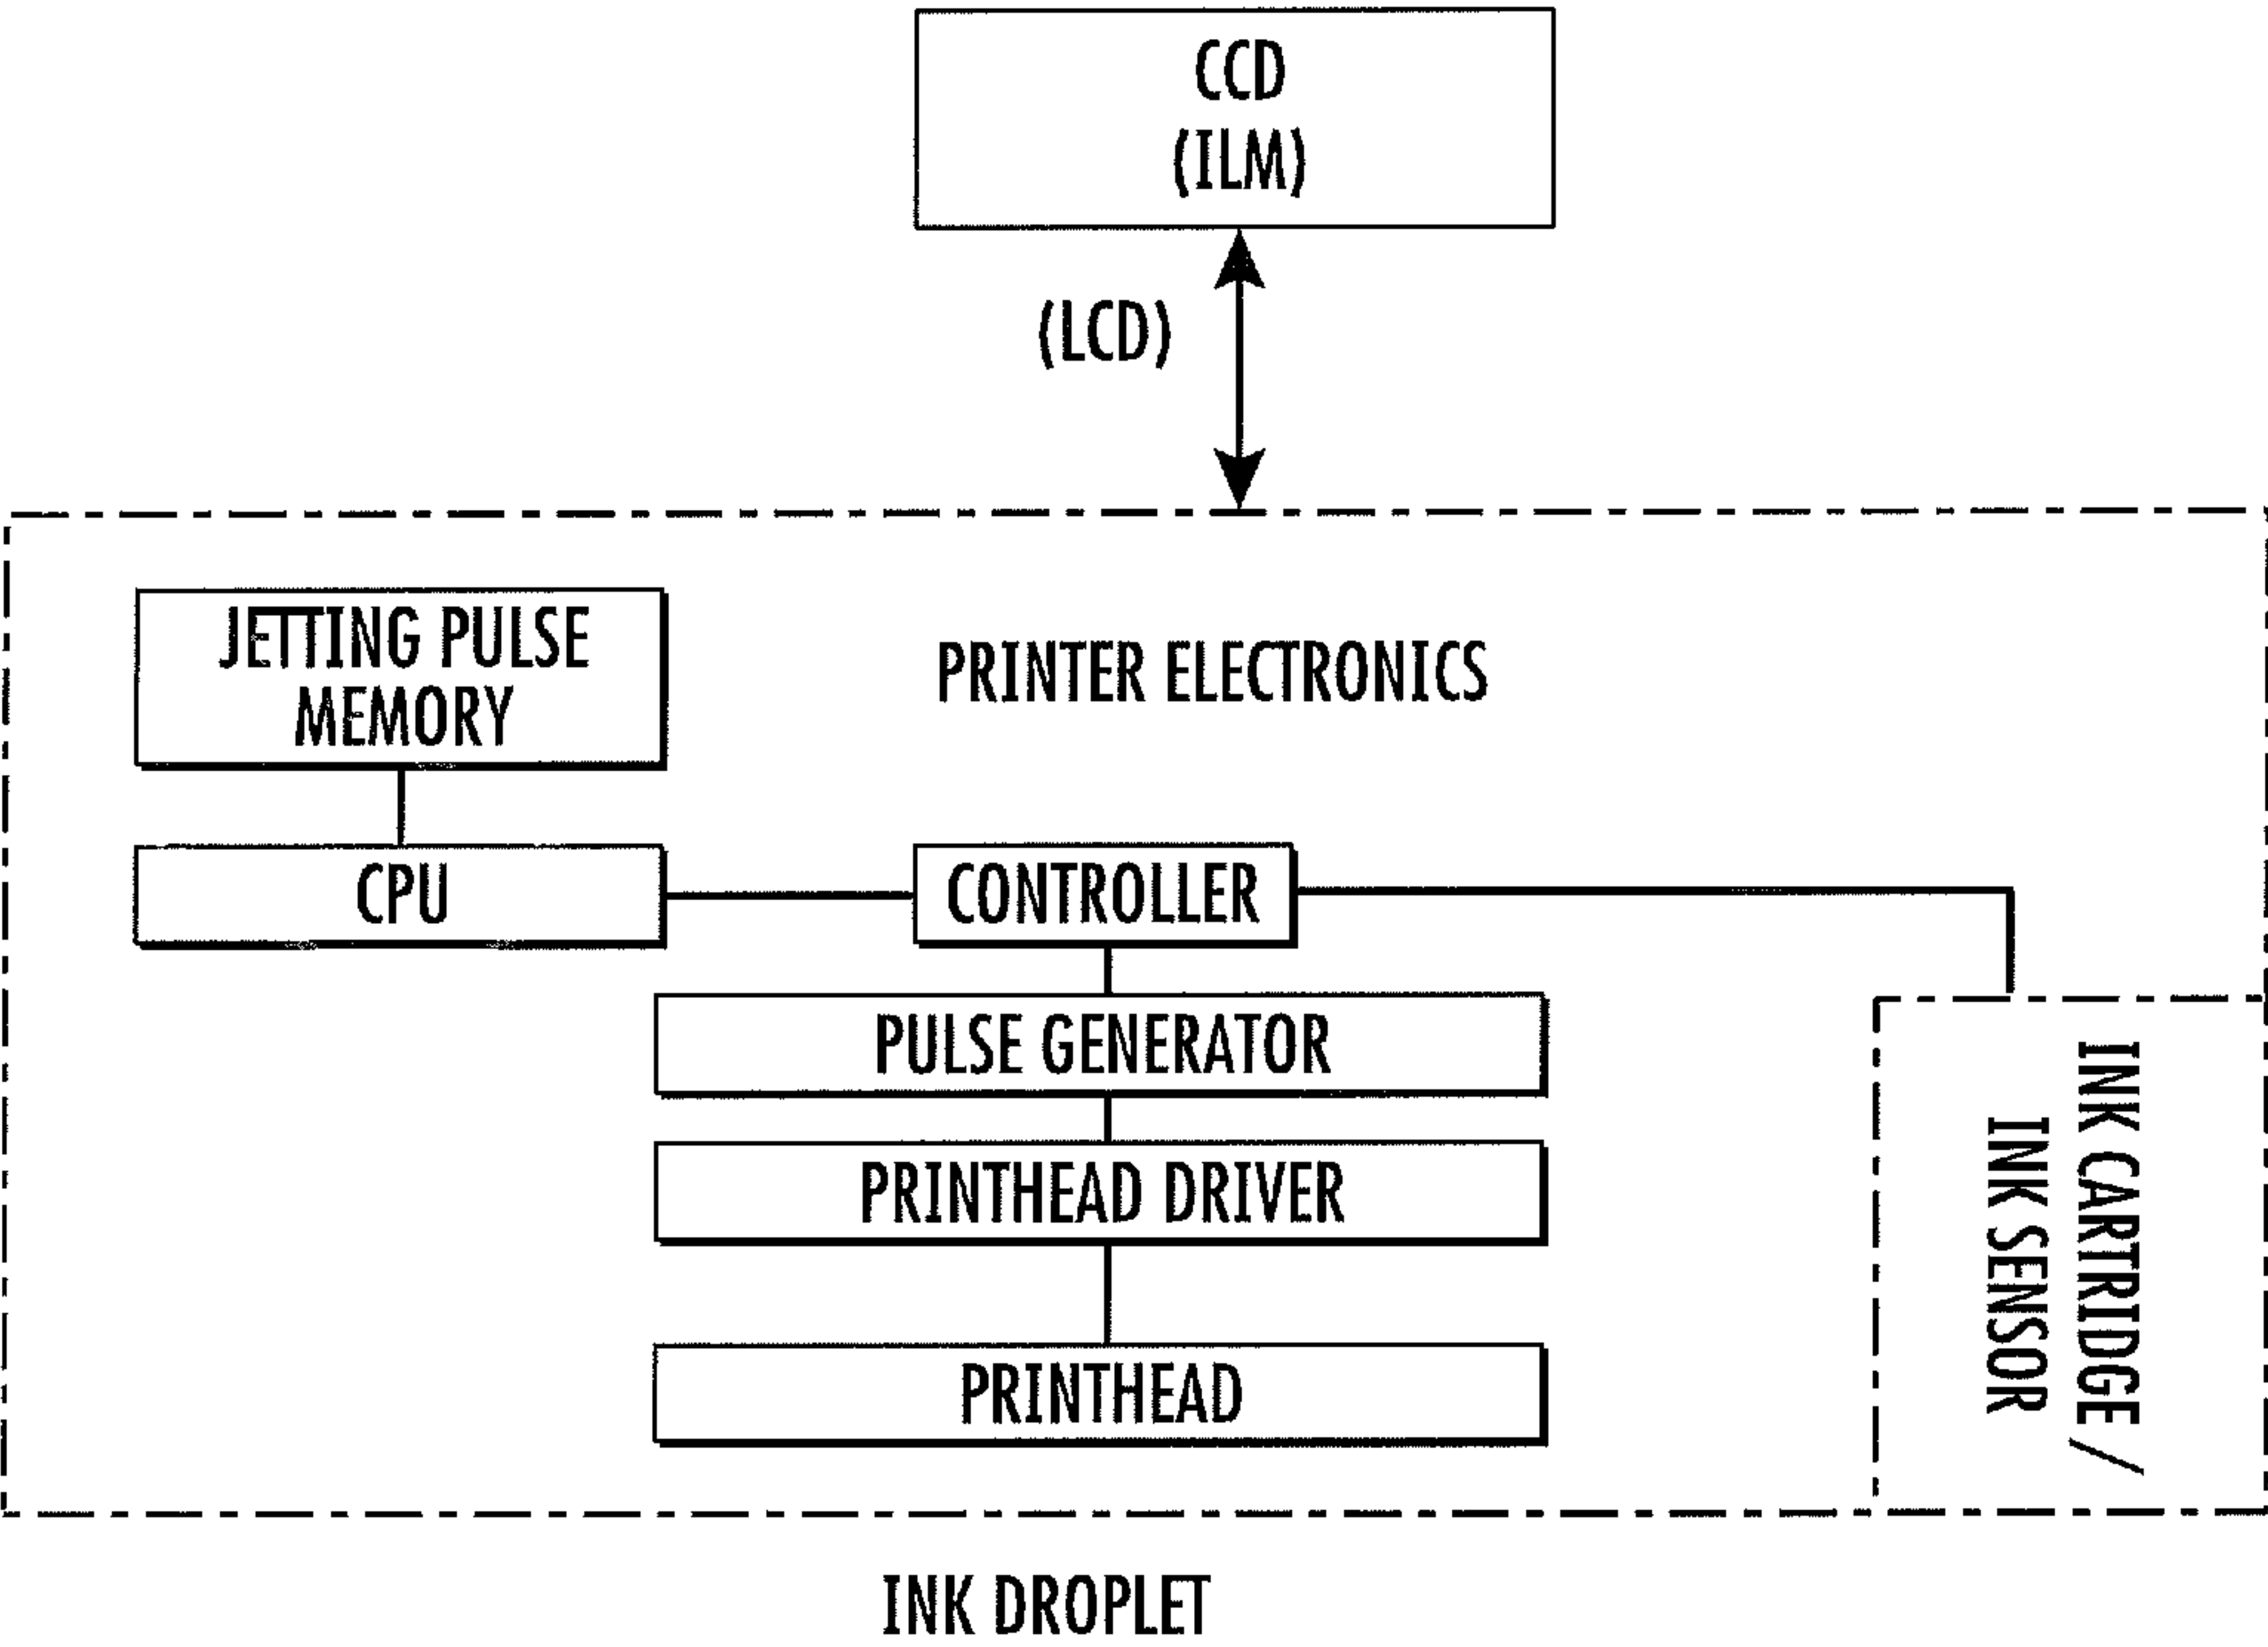 CCD
(ILM)
(LCD)
JETTING PULSE
MEMORY
PRINTER ELECTRONICS
CPU
CONTROLLER
PULSE GENERATOR
PRINTHEAD DRIVER
PRINTHEAD
INK CARTRIDGE /
INK SENSOR
INK DROPLET